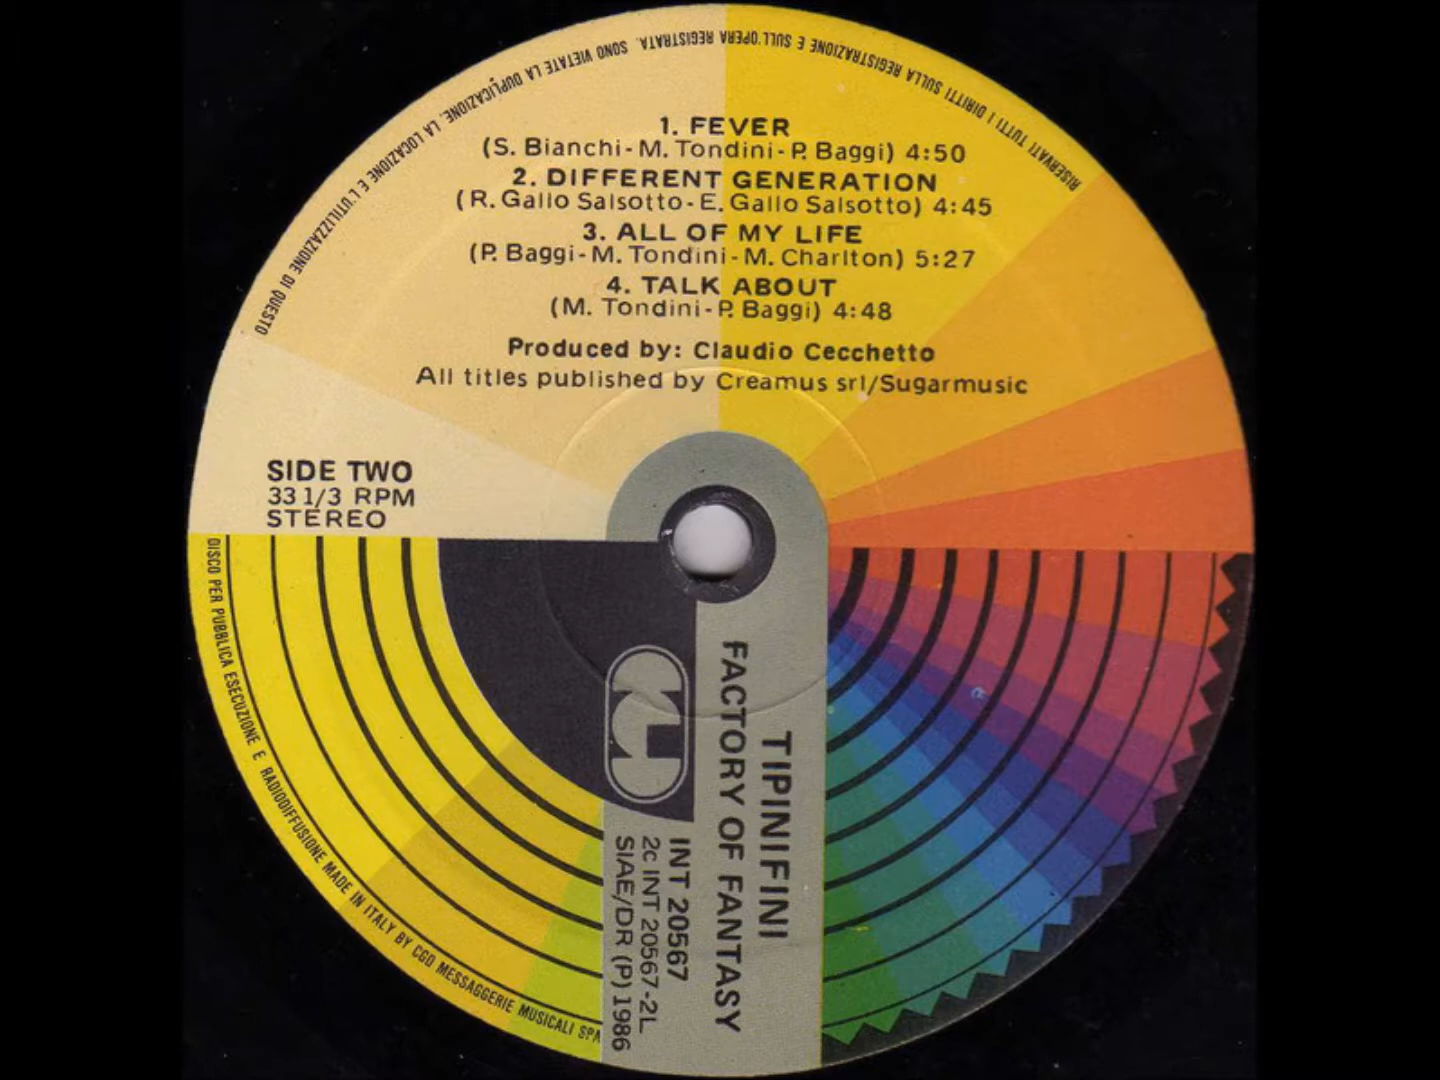 RISERVATI TUTTI I DIRITTI SULLA REGISTRAZIONE E SULL'OPERA REGISTRATA. SONO VIETATE LA DUPLICAZIONE, LA LOCAZIONE E L'UTILIZZAZIONE DI QUESTO
DISCO PER PUBBLICA ESECUZIONE E RADIODIFFUSIONE MADE IN ITALY BY CGD MESSAGGERIE MUSICALI SPA
1. FEVER
(S. Bianchi-M. Tondini-P. Baggi) 4:50
2. DIFFERENT GENERATION
(R. Gallo Salsotto-E. Gallo Salsotto) 4:45
3. ALL OF MY LIFE
(P. Baggi-M. Tondini-M. Charlton) 5:27
4. TALK ABOUT
(M. Tondini-P. Baggi) 4:48
Produced by: Claudio Cecchetto
All titles published by Creamus srl/Sugarmusic
SIDE TWO
33 1/3 RPM
STEREO
TIPINIFINI
FACTORY OF FANTASY
INT 20567
2c INT 20567-2L
SIAE/DR (P) 1986